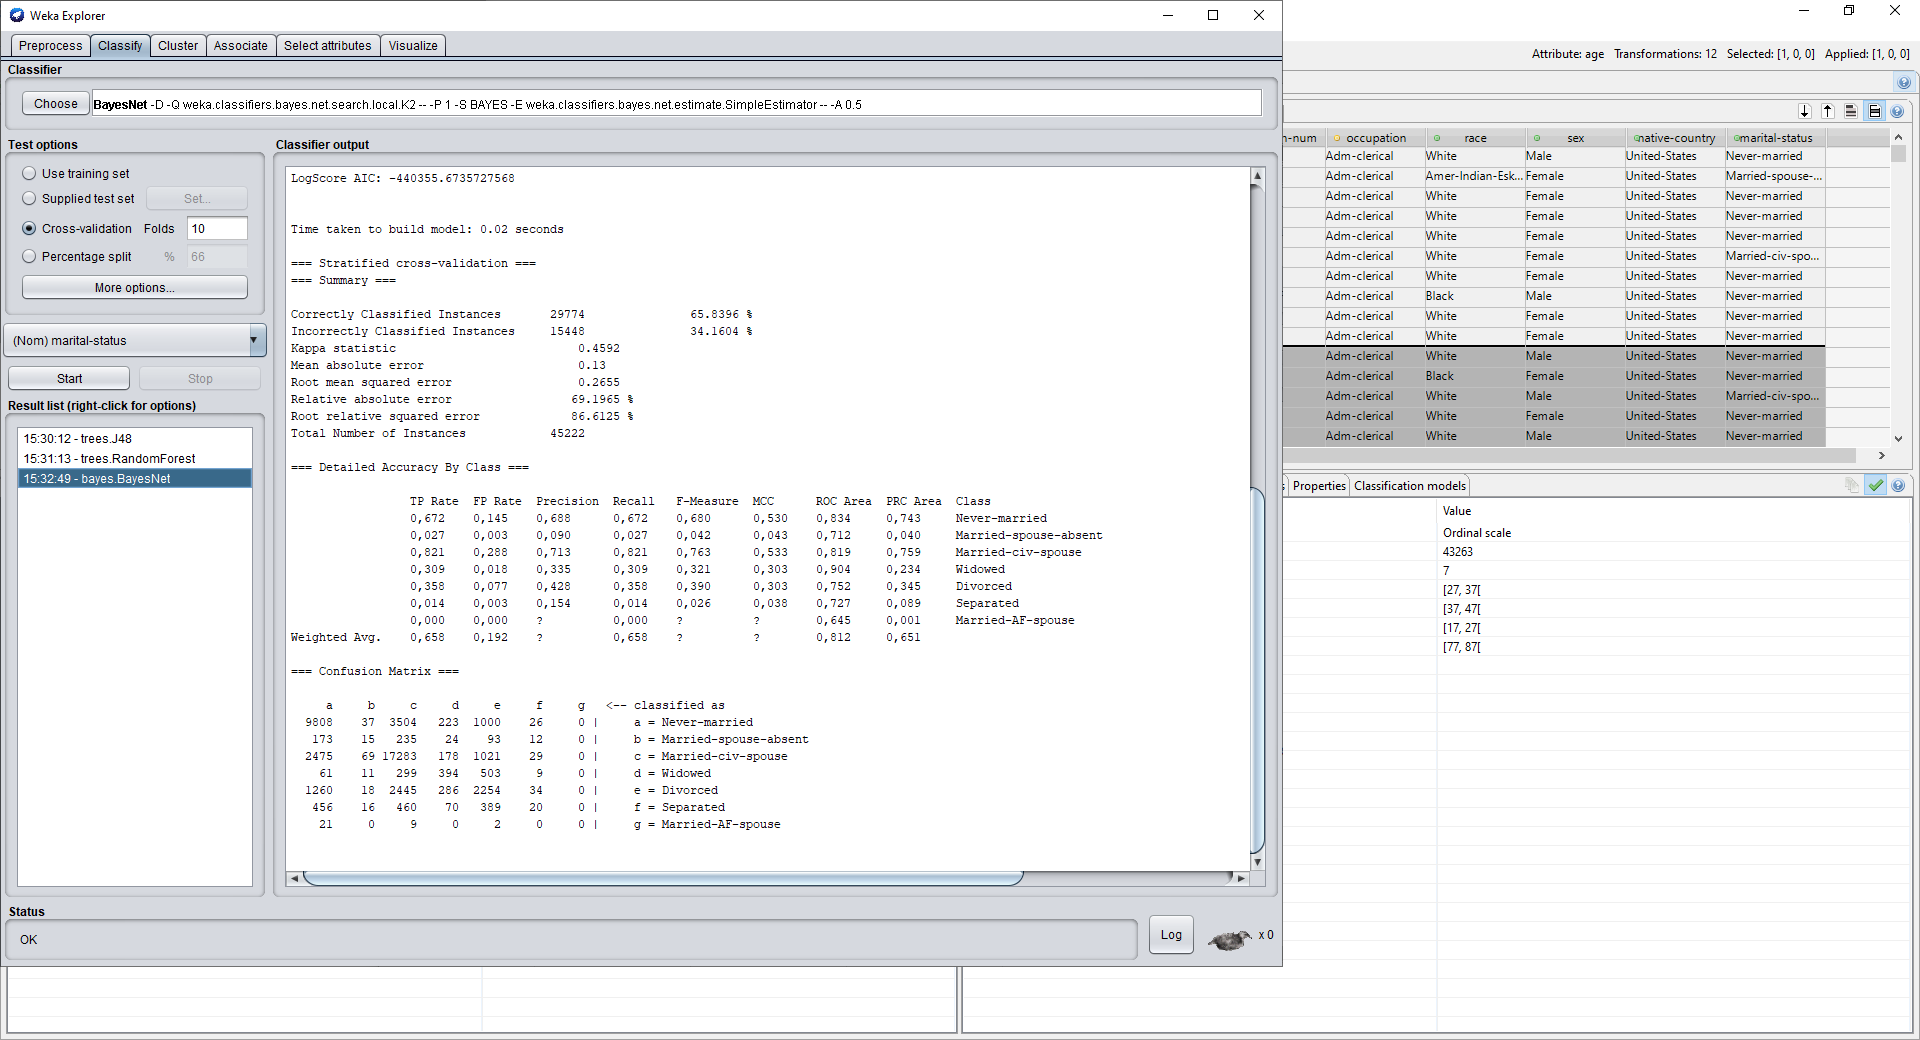 Weka Explorer
Preprocess Classify Cluster Associate Select attributes Visualize
Classifier
Choose BayesNet -D -Q weka.classifiers.bayes.net.search.local.K2 -- -P 1 -S BAYES -E weka.classifiers.bayes.net.estimate.SimpleEstimator -- -A 0.5
Test options
Use training set
Supplied test set Set...
Cross-validation Folds 10
Percentage split % 66
More options...
(Nom) marital-status
Start Stop
Result list (right-click for options)
15:30:12 - trees.J48
15:31:13 - trees.RandomForest
15:32:49 - bayes.BayesNet
Classifier output
LogScore AIC: -440355.6735727568
Time taken to build model: 0.02 seconds
=== Stratified cross-validation ===
=== Summary ===
Correctly Classified Instances 29774 65.8396 %
Incorrectly Classified Instances 15448 34.1604 %
Kappa statistic 0.4592
Mean absolute error 0.13
Root mean squared error 0.2655
Relative absolute error 69.1965 %
Root relative squared error 86.6125 %
Total Number of Instances 45222
=== Detailed Accuracy By Class ===
TP Rate FP Rate Precision Recall F-Measure MCC ROC Area PRC Area Class
0,672 0,145 0,688 0,672 0,680 0,530 0,834 0,743 Never-married
0,027 0,003 0,090 0,027 0,042 0,043 0,712 0,040 Married-spouse-absent
0,821 0,288 0,713 0,821 0,763 0,533 0,819 0,759 Married-civ-spouse
0,309 0,018 0,335 0,309 0,321 0,303 0,904 0,234 Widowed
0,358 0,077 0,428 0,358 0,390 0,303 0,752 0,345 Divorced
0,014 0,003 0,154 0,014 0,026 0,038 0,727 0,089 Separated
0,000 0,000 ? 0,000 ? ? 0,645 0,001 Married-AF-spouse
Weighted Avg. 0,658 0,192 ? 0,658 ? ? 0,812 0,651
=== Confusion Matrix ===
a b c d e f g <-- classified as
9808 37 3504 223 1000 26 0 | a = Never-married
173 15 235 24 93 12 0 | b = Married-spouse-absent
2475 69 17283 178 1021 29 0 | c = Married-civ-spouse
61 11 299 394 503 9 0 | d = Widowed
1260 18 2445 286 2254 34 0 | e = Divorced
456 16 460 70 389 20 0 | f = Separated
21 0 9 0 2 0 0 | g = Married-AF-spouse
Status
OK
Log
x 0
Attribute: age Transformations: 12 Selected: [1, 0, 0] Applied: [1, 0, 0]
n-num occupation race sex native-country marital-status
Adm-clerical White Male United-States Never-married
Adm-clerical Amer-Indian-Esk... Female United-States Married-spouse-...
Adm-clerical White Female United-States Never-married
Adm-clerical White Female United-States Never-married
Adm-clerical White Female United-States Never-married
Adm-clerical White Female United-States Married-civ-spo...
Adm-clerical White Female United-States Never-married
Adm-clerical Black Male United-States Never-married
Adm-clerical White Female United-States Never-married
Adm-clerical White Female United-States Never-married
Adm-clerical White Male United-States Never-married
Adm-clerical Black Female United-States Never-married
Adm-clerical White Male United-States Married-civ-spo...
Adm-clerical White Female United-States Never-married
Adm-clerical White Male United-States Never-married
s Properties Classification models
Value
Ordinal scale
43263
7
[27, 37[
[37, 47[
[17, 27[
[77, 87[